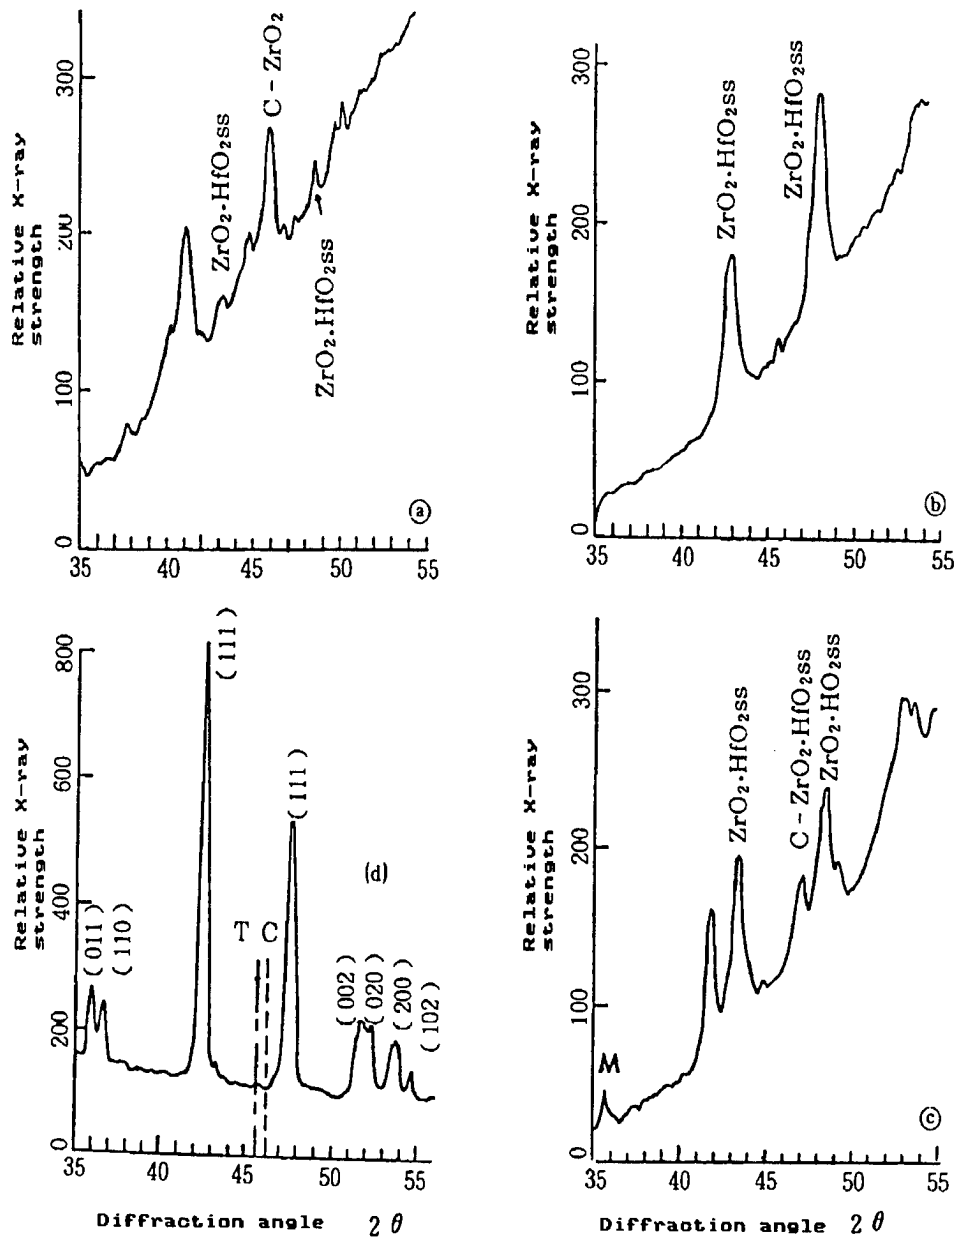 Relative X-ray
strength
300
200
100
0
35 40 45 50 55
ZrO₂·HfO₂ss
C-ZrO₂
ZrO₂.HfO₂ss
ⓐ
Relative X-ray
strength
300
200
100
0
35 40 45 50 55
ZrO₂·HfO₂ss
ZrO₂·HfO₂ss
ⓑ
Relative X-ray
strength
800
600
400
200
0
35 40 45 50 55
(011)
(110)
(111)
T C
(111)
(d)
(002)
(020)
(200)
(102)
Diffraction angle 2θ
Relative X-ray
strength
300
200
100
0
35 40 45 50 55
M
ZrO₂·HfO₂ss
C-ZrO₂·HfO₂ss
ZrO₂·HO₂ss
ⓒ
Diffraction angle 2θ